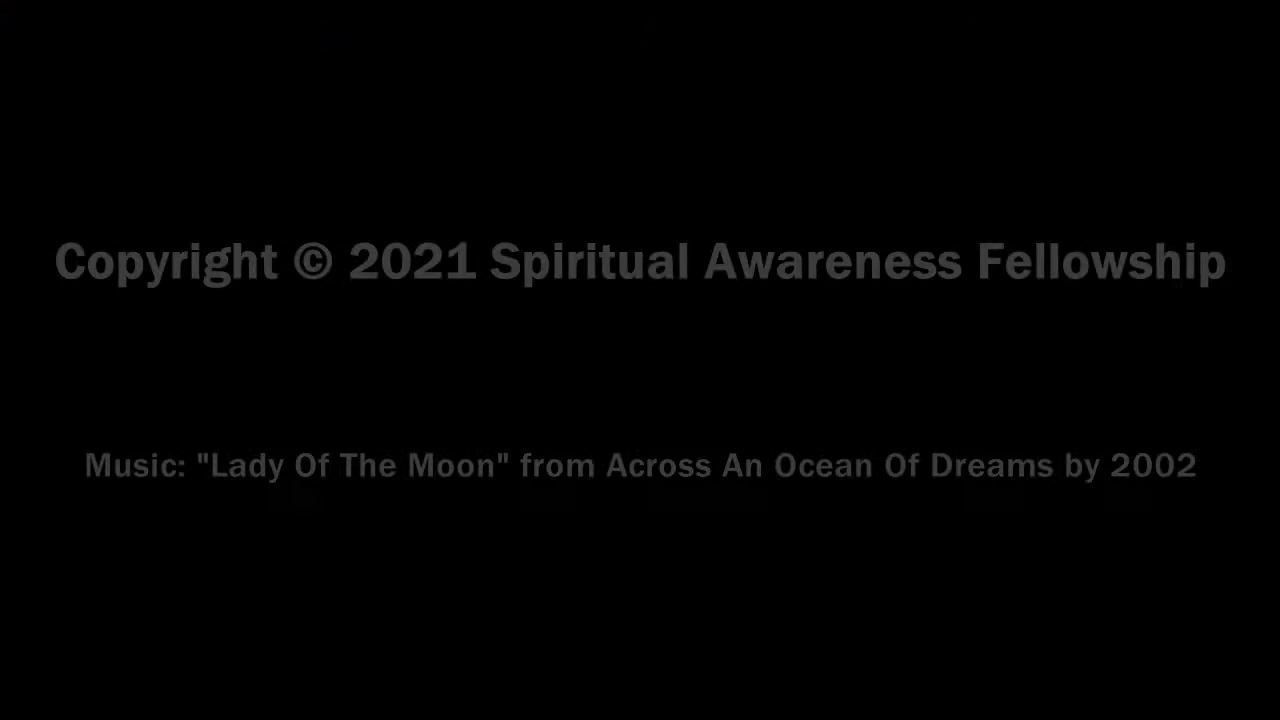 Copyright © 2021 Spiritual Awareness Fellowship
Music: "Lady Of The Moon" from Across An Ocean Of Dreams by 2002